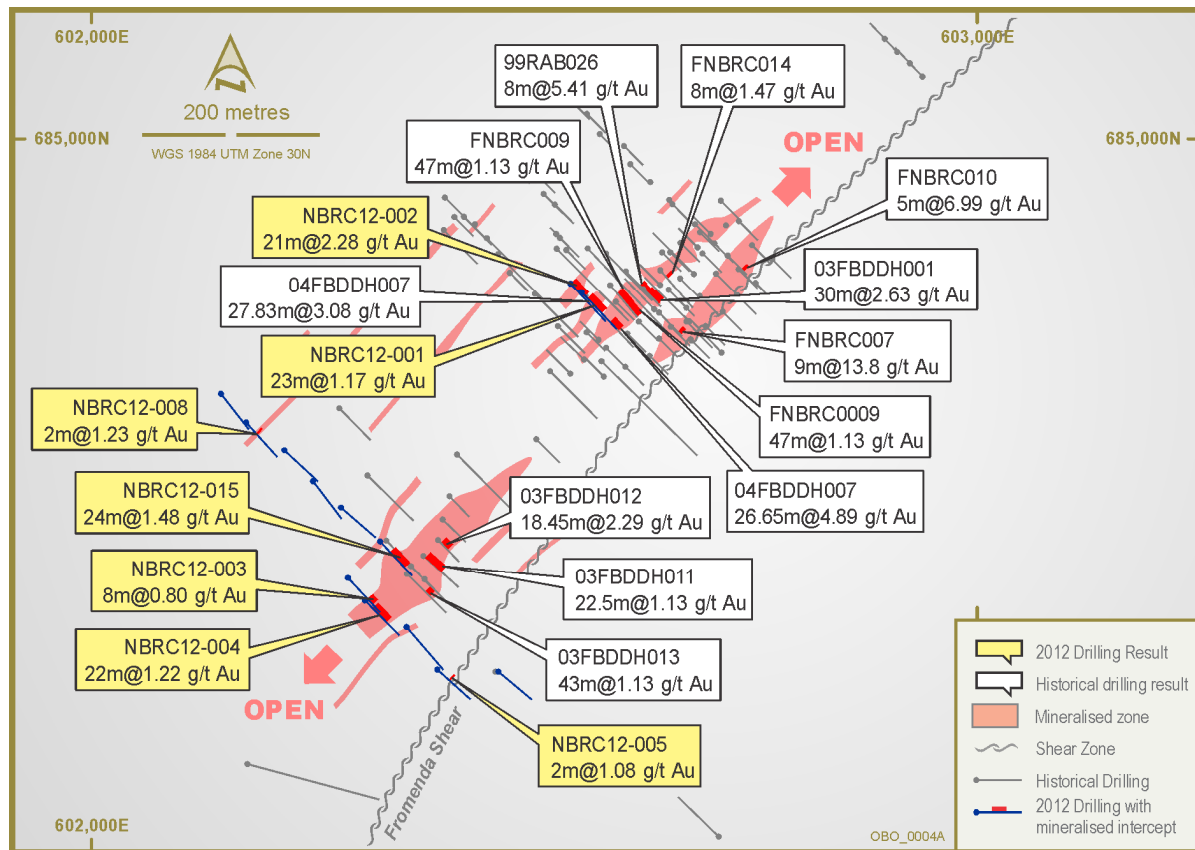 602,000E
603,000E
685,000N
685,000N
N
200 metres
WGS 1984 UTM Zone 30N
99RAB026
8m@5.41 g/t Au
FNBRC014
8m@1.47 g/t Au
FNBRC009
47m@1.13 g/t Au
OPEN
FNBRC010
5m@6.99 g/t Au
NBRC12-002
21m@2.28 g/t Au
04FBDDH007
27.83m@3.08 g/t Au
03FBDDH001
30m@2.63 g/t Au
NBRC12-001
23m@1.17 g/t Au
FNBRC007
9m@13.8 g/t Au
NBRC12-008
2m@1.23 g/t Au
FNBRC0009
47m@1.13 g/t Au
NBRC12-015
24m@1.48 g/t Au
03FBDDH012
18.45m@2.29 g/t Au
04FBDDH007
26.65m@4.89 g/t Au
NBRC12-003
8m@0.80 g/t Au
03FBDDH011
22.5m@1.13 g/t Au
NBRC12-004
22m@1.22 g/t Au
03FBDDH013
43m@1.13 g/t Au
OPEN
NBRC12-005
2m@1.08 g/t Au
Fromenda Shear
2012 Drilling Result
Historical drilling result
Mineralised zone
Shear Zone
Historical Drilling
2012 Drilling with
mineralised intercept
602,000E
OBO_0004A